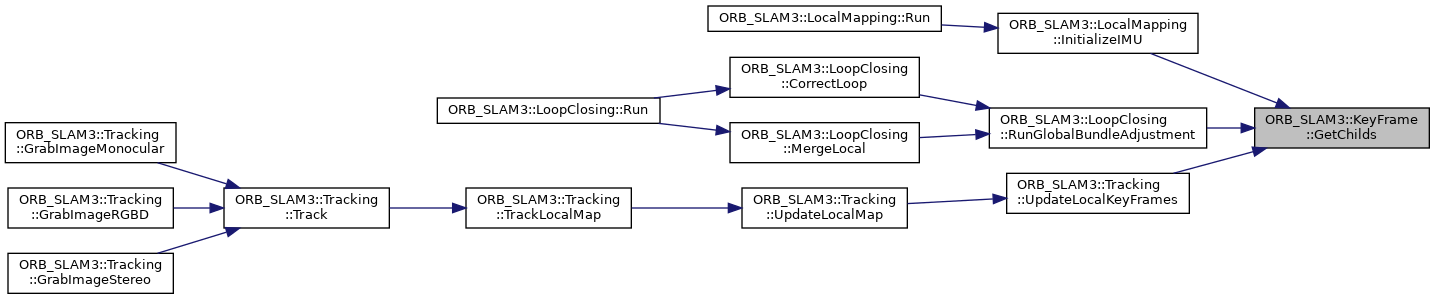 ORB_SLAM3::LocalMapping::Run
ORB_SLAM3::LocalMapping
::InitializeIMU
ORB_SLAM3::LoopClosing
::CorrectLoop
ORB_SLAM3::LoopClosing::Run
ORB_SLAM3::LoopClosing
::RunGlobalBundleAdjustment
ORB_SLAM3::KeyFrame
::GetChilds
ORB_SLAM3::LoopClosing
::MergeLocal
ORB_SLAM3::Tracking
::GrabImageMonocular
ORB_SLAM3::Tracking
::UpdateLocalKeyFrames
ORB_SLAM3::Tracking
::GrabImageRGBD
ORB_SLAM3::Tracking
::Track
ORB_SLAM3::Tracking
::TrackLocalMap
ORB_SLAM3::Tracking
::UpdateLocalMap
ORB_SLAM3::Tracking
::GrabImageStereo